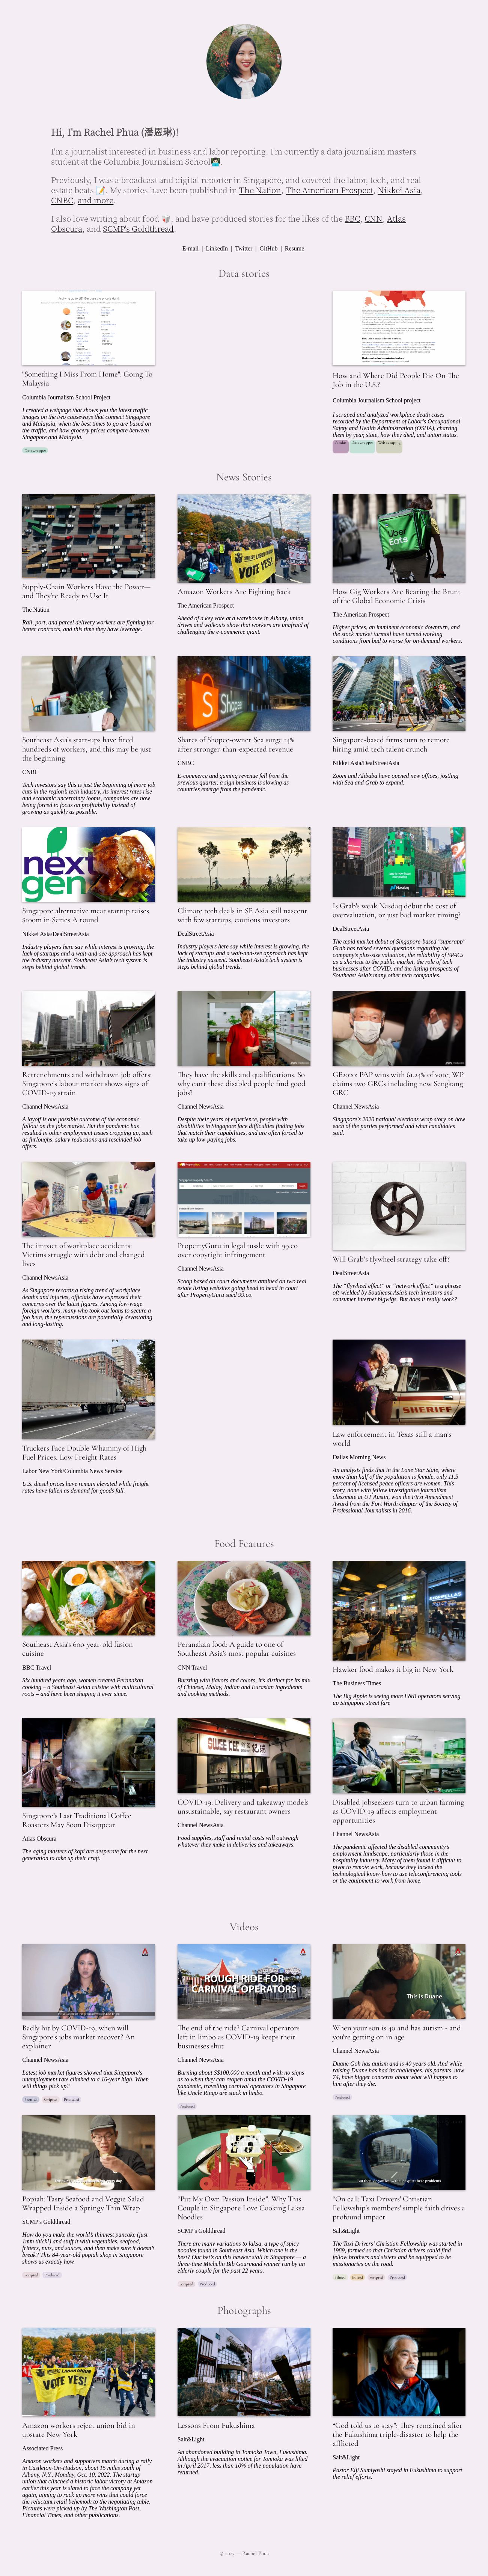 Hi, I'm Rachel Phua (潘恩琳)!
I'm a journalist interested in business and labor reporting. I'm currently a data journalism masters
student at the Columbia Journalism School
Previously, I was a broadcast and digital reporter in Singapore, and covered the labor, tech, and real
estate beats 📝. My stories have been published in The Nation, The American Prospect, Nikkei Asia,
CNBC, and more.
I also love writing about food 🥡, and have produced stories for the likes of the BBC, CNN, Atlas
Obscura, and SCMP's Goldthread.
E-mail | LinkedIn | Twitter | GitHub | Resume
Data stories
"Something I Miss From Home": Going To
Malaysia
Columbia Journalism School Project
I created a webpage that shows you the latest traffic
images on the two causeways that connect Singapore
and Malaysia, when the best times to go are based on
the traffic, and how grocery prices compare between
Singapore and Malaysia.
How and Where Did People Die On The
Job in the U.S.?
Columbia Journalism School project
I scraped and analyzed workplace death cases
recorded by the Department of Labor's Occupational
Safety and Health Administration (OSHA), charting
them by year, state, how they died, and union status.
Web scraping
News Stories
Supply-Chain Workers Have the Power—
and They're Ready to Use It
The Nation
Rail, port, and parcel delivery workers are fighting for
better contracts, and this time they have leverage.
VOTE YES!
Amazon Workers Are Fighting Back
The American Prospect
Ahead of a key vote at a warehouse in Albany, union
drives and walkouts show that workers are unafraid of
challenging the e-commerce giant.
Uber
Eats
How Gig Workers Are Bearing the Brunt
of the Global Economic Crisis
The American Prospect
Higher prices, an imminent economic downturn, and
the stock market turmoil have turned working
conditions from bad to worse for on-demand workers.
Southeast Asia's start-ups have fired
hundreds of workers, and this may be just
the beginning
CNBC
Tech investors say this is just the beginning of more job
cuts in the region's tech industry. As interest rates rise
and economic uncertainty looms, companies are now
being forced to focus on profitability instead of
growing as quickly as possible.
Shares of Shopee-owner Sea surge 14%
after stronger-than-expected revenue
CNBC
E-commerce and gaming revenue fell from the
previous quarter, a sign business is slowing as
countries emerge from the pandemic.
Singapore-based firms turn to remote
hiring amid tech talent crunch
Nikkei Asia/DealStreetAsia
Zoom and Alibaba have opened new offices, jostling
with Sea and Grab to expand.
next
gen
Singapore alternative meat startup raises
$100m in Series A round
Nikkei Asia/DealStreetAsia
Industry players here say while interest is growing, the
lack of startups and a wait-and-see approach has kept
the industry nascent. Southeast Asia's tech system is
steps behind global trends.
Climate tech deals in SE Asia still nascent
with few startups, cautious investors
DealStreetAsia
Industry players here say while interest is growing, the
lack of startups and a wait-and-see approach has kept
the industry nascent. Southeast Asia's tech system is
steps behind global trends.
Is Grab's weak Nasdaq debut the cost of
overvaluation, or just bad market timing?
DealStreetAsia
The tepid market debut of Singapore-based "superapp"
Grab has raised several questions regarding the
company's plus-size valuation, the reliability of SPACs
as a shortcut to the public market, the role of tech
businesses after COVID, and the listing prospects of
Southeast Asia's many other tech companies.
Retrenchments and withdrawn job offers:
Singapore's labour market shows signs of
COVID-19 strain
Channel NewsAsia
A layoff is one possible outcome of the economic
fallout on the jobs market. But the pandemic has
resulted in other employment issues cropping up, such
as furloughs, salary reductions and rescinded job
offers.
They have the skills and qualifications. So
why can't these disabled people find good
jobs?
Channel NewsAsia
Despite their years of experience, people with
disabilities in Singapore face difficulties finding jobs
that match their capabilities, and are often forced to
take up low-paying jobs.
GE2020: PAP wins with 61.24% of vote; WP
claims two GRCs including new Sengkang
GRC
Channel NewsAsia
Singapore's 2020 national elections wrap story on how
each of the parties performed and what candidates
said.
The impact of workplace accidents:
Victims struggle with debt and changed
lives
Channel NewsAsia
As Singapore records a rising trend of workplace
deaths and injuries, officials have expressed their
concerns over the latest figures. Among low-wage
foreign workers, many who took out loans to secure a
job here, the repercussions are potentially devastating
and long-lasting.
PropertyGuru in legal tussle with 99.co
over copyright infringement
Channel NewsAsia
Scoop based on court documents attained on two real
estate listing websites going head to head in court
after PropertyGuru sued 99.co.
Will Grab's flywheel strategy take off?
DealStreetAsia
The "flywheel effect" or "network effect" is a phrase
oft-wielded by Southeast Asia's tech investors and
consumer internet bigwigs. But does it really work?
Truckers Face Double Whammy of High
Fuel Prices, Low Freight Rates
Labor New York/Columbia News Service
U.S. diesel prices have remain elevated while freight
rates have fallen as demand for goods fall.
SHERIFF
Law enforcement in Texas still a man's
world
Dallas Morning News
An analysis finds that in the Lone Star State, where
more than half of the population is female, only 11.5
percent of licensed peace officers are women. This
story, done with fellow investigative journalism
classmate at UT Austin, won the First Amendment
Award from the Fort Worth chapter of the Society of
Professional Journalists in 2016.
Food Features
Southeast Asia's 600-year-old fusion
cuisine
BBC Travel
Six hundred years ago, women created Peranakan
cooking – a Southeast Asian cuisine with multicultural
roots – and have been shaping it ever since.
Peranakan food: A guide to one of
Southeast Asia's most popular cuisines
CNN Travel
Bursting with flavors and colors, it's distinct for its mix
of Chinese, Malay, Indian and Eurasian ingredients
and cooking methods.
Hawker food makes it big in New York
The Business Times
The Big Apple is seeing more F&B operators serving
up Singapore street fare
Singapore's Last Traditional Coffee
Roasters May Soon Disappear
Atlas Obscura
The aging masters of kopi are desperate for the next
generation to take up their craft.
GUAN KEE
COVID-19: Delivery and takeaway models
unsustainable, say restaurant owners
Channel NewsAsia
Food supplies, staff and rental costs will outweigh
whatever they make in deliveries and takeaways.
Disabled jobseekers turn to urban farming
as COVID-19 affects employment
opportunities
Channel NewsAsia
The pandemic affected the disabled community's
employment landscape, particularly those in the
hospitality industry. Many of them found it difficult to
pivot to remote work, because they lacked the
technological know-how to use teleconferencing tools
or the equipment to work from home.
Videos
Badly hit by COVID-19, when will
Singapore's jobs market recover? An
explainer
Channel NewsAsia
Latest job market figures showed that Singapore's
unemployment rate climbed to a 16-year high. When
will things pick up?
Scripted Produced
ROUGH RIDE FOR
CARNIVAL OPERATORS
The end of the ride? Carnival operators
left in limbo as COVID-19 keeps their
businesses shut
Channel NewsAsia
Burning about S$100,000 a month and with no signs
as to when they can reopen amid the COVID-19
pandemic, travelling carnival operators in Singapore
like Uncle Ringo are stuck in limbo.
Produced
This is Duane
When your son is 40 and has autism - and
you're getting on in age
Channel NewsAsia
Duane Goh has autism and is 40 years old. And while
raising Duane has had its challenges, his parents, now
74, have bigger concerns about what will happen to
him after they die.
Produced
Popiah: Tasty Seafood and Veggie Salad
Wrapped Inside a Springy Thin Wrap
SCMP's Goldthread
How do you make the world's thinnest pancake (just
1mm thick!) and stuff it with vegetables, seafood,
fritters, nuts, and sauces, and then make sure it doesn't
break? This 84-year-old popiah shop in Singapore
shows us exactly how.
Scripted Produced
"Put My Own Passion Inside": Why This
Couple in Singapore Love Cooking Laksa
Noodles
SCMP's Goldthread
There are many variations to laksa, a type of spicy
noodles found in Southeast Asia. Which one is the
best? Our bet's on this hawker stall in Singapore –- a
three-time Michelin Bib Gourmand winner run by an
elderly couple for the past 22 years.
Scripted Produced
"On call: Taxi Drivers' Christian
Fellowship's members' simple faith drives a
profound impact
Salt&Light
The Taxi Drivers' Christian Fellowship was started in
1989, formed so that Christian drivers could find
fellow brothers and sisters and be equipped to be
missionaries on the road.
Filmed Edited Scripted Produced
Photographs
VOTE YES!
Amazon workers reject union bid in
upstate New York
Associated Press
Amazon workers and supporters march during a rally
in Castleton-On-Hudson, about 15 miles south of
Albany, N.Y., Monday, Oct. 10, 2022. The startup
union that clinched a historic labor victory at Amazon
earlier this year is slated to face the company yet
again, aiming to rack up more wins that could force
the reluctant retail behemoth to the negotiating table.
Pictures were picked up by The Washington Post,
Financial Times, and other publications.
Lessons From Fukushima
Salt&Light
An abandoned building in Tomioka Town, Fukushima.
Although the evacuation notice for Tomioka was lifted
in April 2017, less than 10% of the population have
returned.
"God told us to stay": They remained after
the Fukushima triple-disaster to help the
afflicted
Salt&Light
Pastor Eiji Sumiyoshi stayed in Fukushima to support
the relief efforts.
© 2023 — Rachel Phua